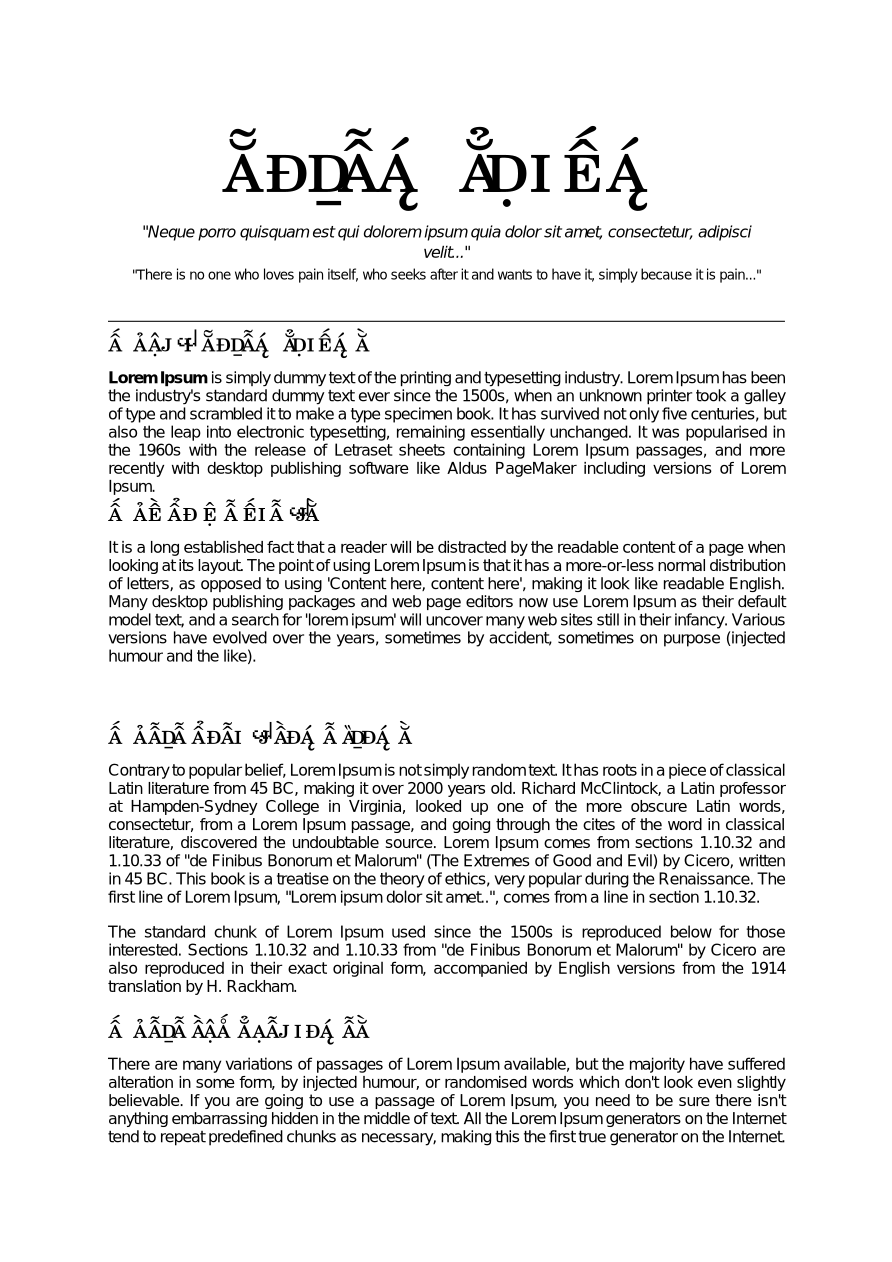 "Neque porro quisquam est qui dolorem ipsum quia dolor sit amet, consectetur, adipisci
velit..."
"There is no one who loves pain itself, who seeks after it and wants to have it, simply because it is pain..."
Lorem Ipsum is simply dummy text of the printing and typesetting industry. Lorem Ipsum has been
the industry's standard dummy text ever since the 1500s, when an unknown printer took a galley
of type and scrambled it to make a type specimen book. It has survived not only five centuries, but
also the leap into electronic typesetting, remaining essentially unchanged. It was popularised in
the 1960s with the release of Letraset sheets containing Lorem Ipsum passages, and more
recently with desktop publishing software like Aldus PageMaker including versions of Lorem
Ipsum.
It is a long established fact that a reader will be distracted by the readable content of a page when
looking at its layout. The point of using Lorem Ipsum is that it has a more-or-less normal distribution
of letters, as opposed to using 'Content here, content here', making it look like readable English.
Many desktop publishing packages and web page editors now use Lorem Ipsum as their default
model text, and a search for 'lorem ipsum' will uncover many web sites still in their infancy. Various
versions have evolved over the years, sometimes by accident, sometimes on purpose (injected
humour and the like).
Contrary to popular belief, Lorem Ipsum is not simply random text. It has roots in a piece of classical
Latin literature from 45 BC, making it over 2000 years old. Richard McClintock, a Latin professor
at Hampden-Sydney College in Virginia, looked up one of the more obscure Latin words,
consectetur, from a Lorem Ipsum passage, and going through the cites of the word in classical
literature, discovered the undoubtable source. Lorem Ipsum comes from sections 1.10.32 and
1.10.33 of "de Finibus Bonorum et Malorum" (The Extremes of Good and Evil) by Cicero, written
in 45 BC. This book is a treatise on the theory of ethics, very popular during the Renaissance. The
first line of Lorem Ipsum, "Lorem ipsum dolor sit amet..", comes from a line in section 1.10.32.
The standard chunk of Lorem Ipsum used since the 1500s is reproduced below for those
interested. Sections 1.10.32 and 1.10.33 from "de Finibus Bonorum et Malorum" by Cicero are
also reproduced in their exact original form, accompanied by English versions from the 1914
translation by H. Rackham.
There are many variations of passages of Lorem Ipsum available, but the majority have suffered
alteration in some form, by injected humour, or randomised words which don't look even slightly
believable. If you are going to use a passage of Lorem Ipsum, you need to be sure there isn't
anything embarrassing hidden in the middle of text. All the Lorem Ipsum generators on the Internet
tend to repeat predefined chunks as necessary, making this the first true generator on the Internet.